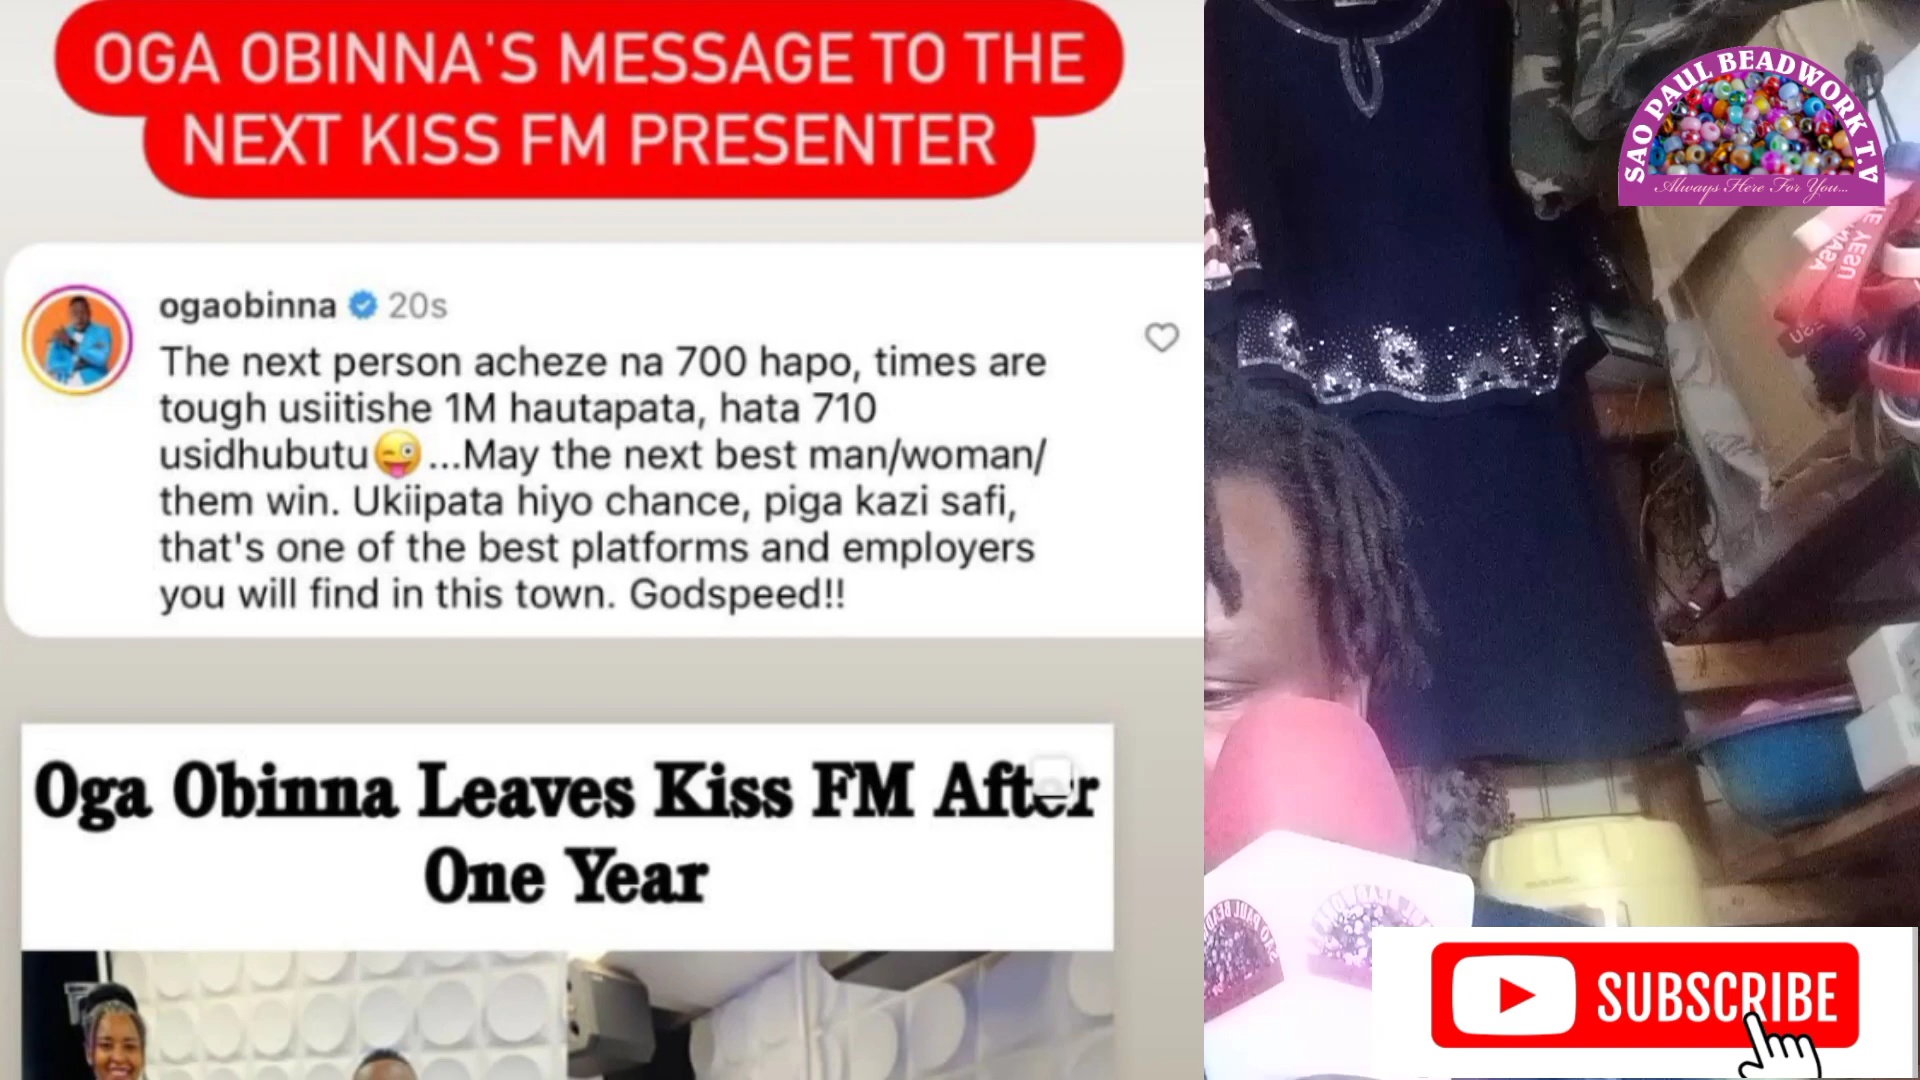 OGA OBINNA'S MESSAGE TO THE
NEXT KISS FM PRESENTER
ogaobinna 20s
The next person acheze na 700 hapo, times are
tough usiitishe 1M hautapata, hata 710
usidhubutu😜...May the next best man/woman/
them win. Ukiipata hiyo chance, piga kazi safi,
that's one of the best platforms and employers
you will find in this town. Godspeed!!
Oga Obinna Leaves Kiss FM After
One Year
SAO PAUL BEADWORK T.V
Always Here For You...
YESU
SUBSCRIBE